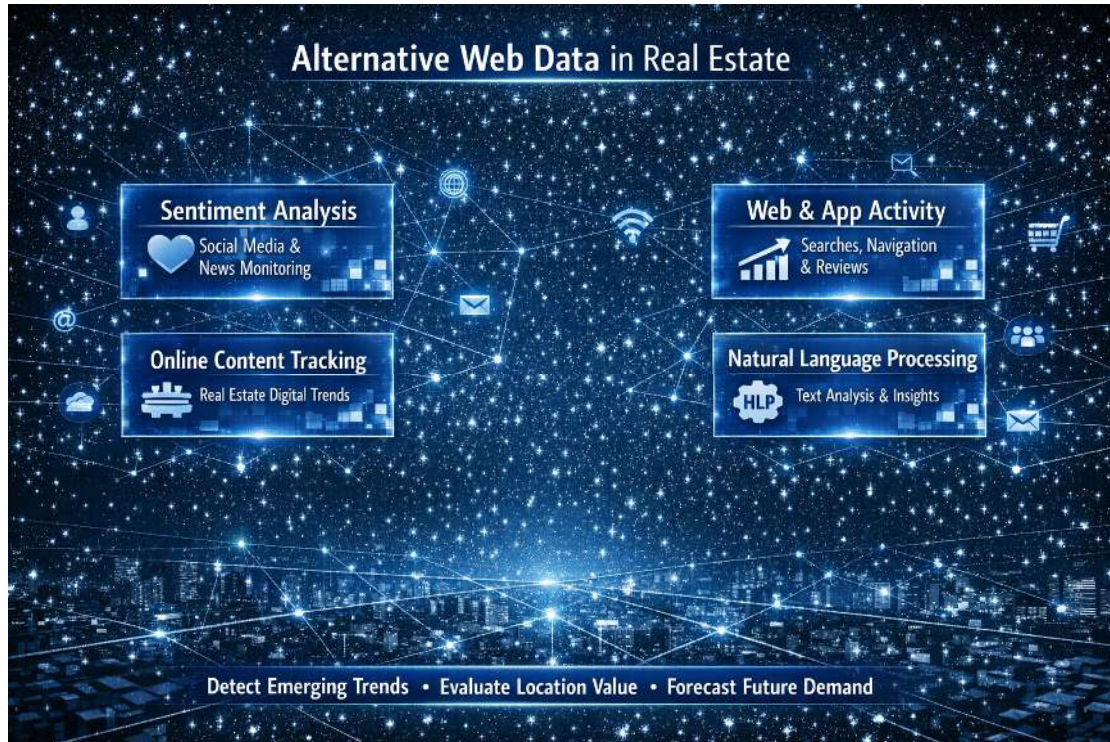 Alternative Web Data in Real Estate
Sentiment Analysis
Social Media &
News Monitoring
Web & App Activity
Searches, Navigation
& Reviews
@
Online Content Tracking
Real Estate Digital Trends
Natural Language Processing
HLP
Text Analysis & Insights
Detect Emerging Trends • Evaluate Location Value • Forecast Future Demand